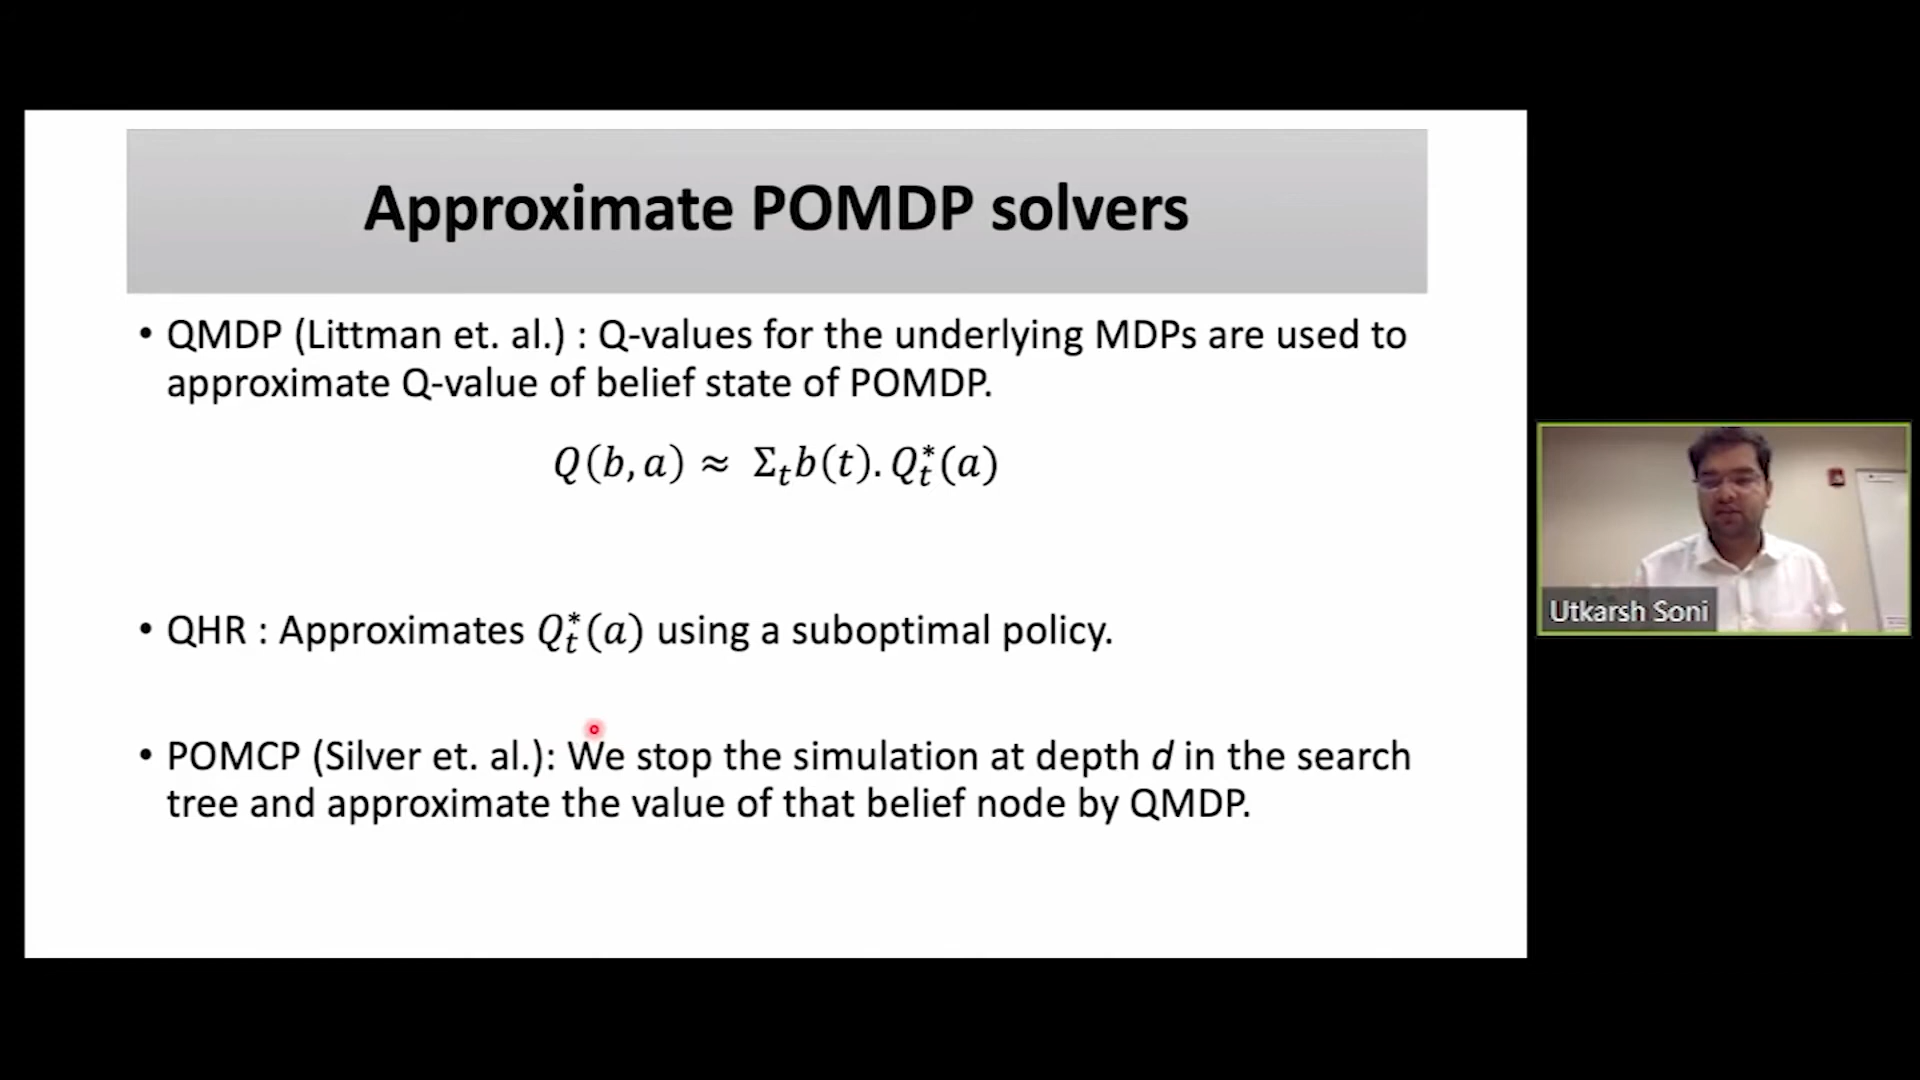 Approximate POMDP solvers
• QMDP (Littman et. al.) : Q-values for the underlying MDPs are used to
approximate Q-value of belief state of POMDP.
Q(b, a) ≈ Σ_t b(t). Q_t^*(a)
• QHR : Approximates Q_t^*(a) using a suboptimal policy.
• POMCP (Silver et. al.): We stop the simulation at depth d in the search
tree and approximate the value of that belief node by QMDP.
Utkarsh Soni